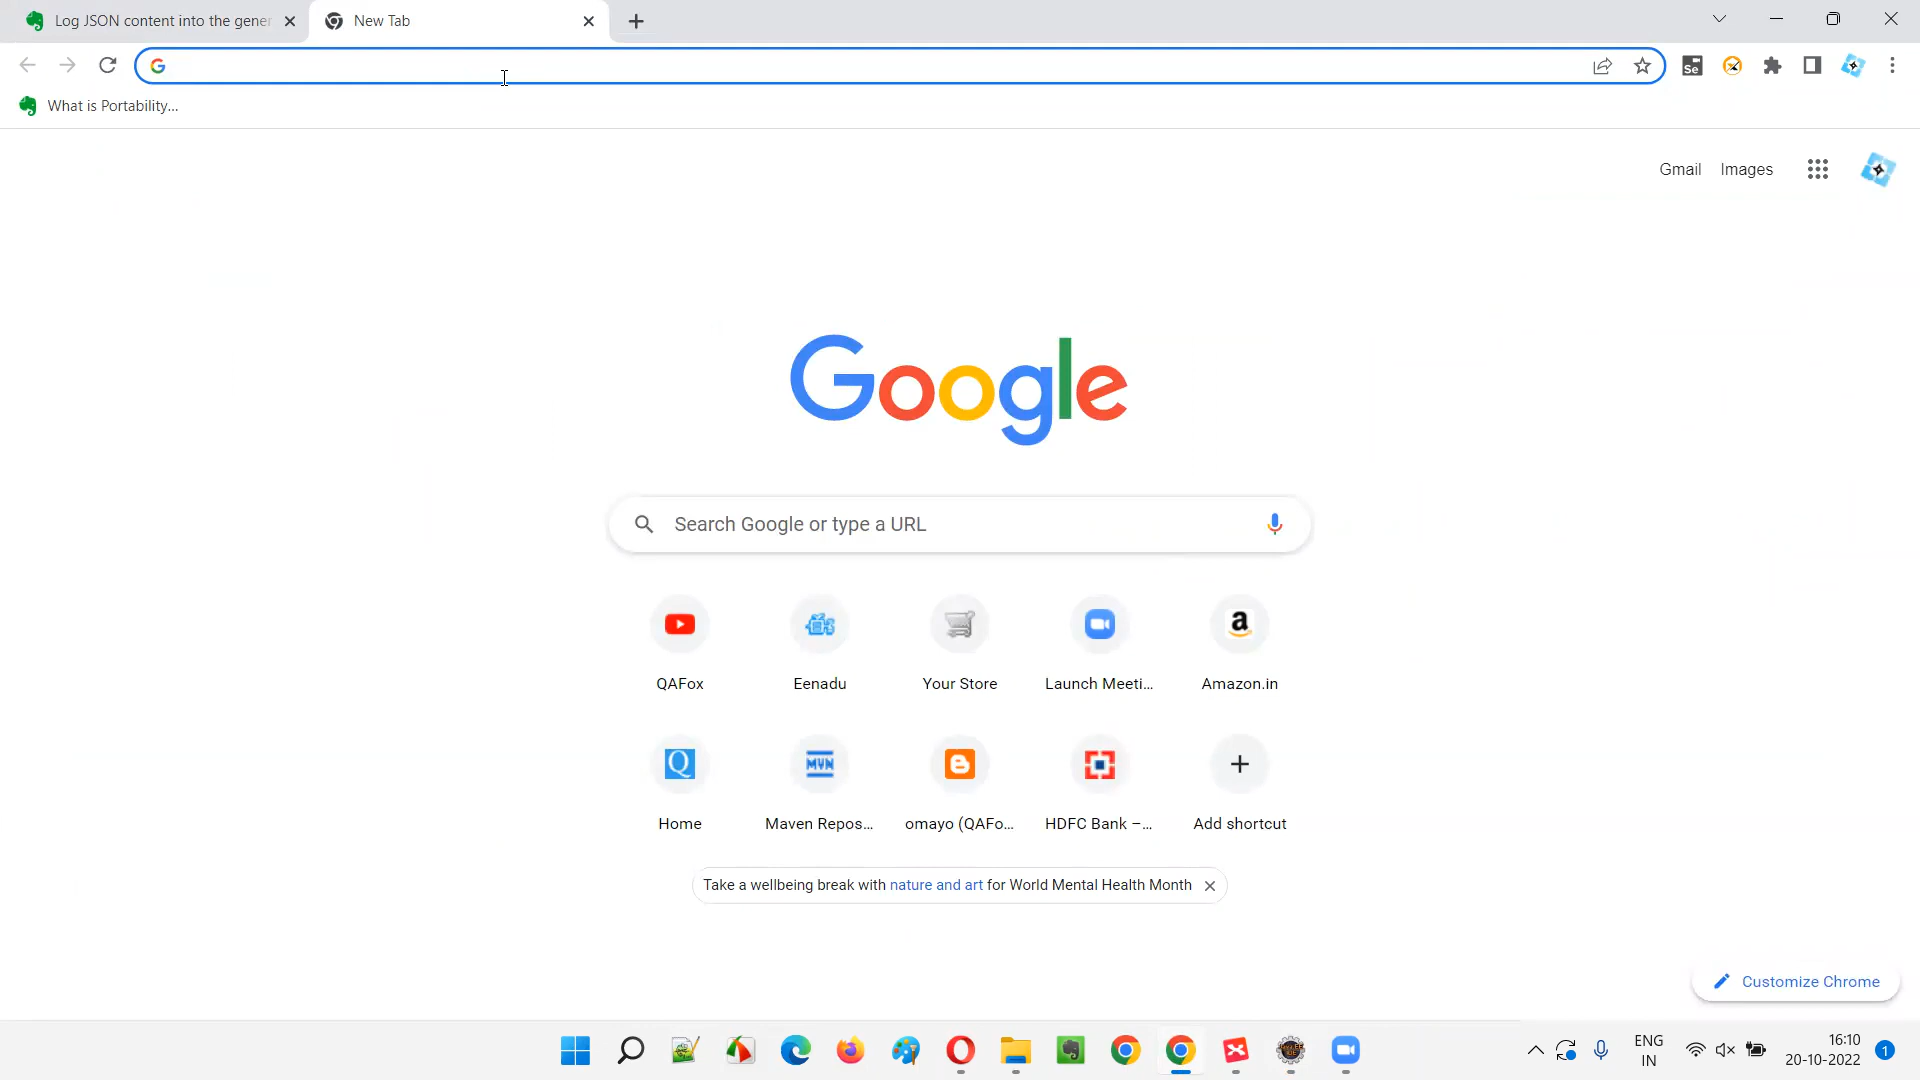 Log JSON content into the gener
New Tab
What is Portability...
Gmail Images
Google
Search Google or type a URL
QAFox Eenadu Your Store Launch Meeti... Amazon.in
Q MVN
Home Maven Repos... omayo (QAFo... HDFC Bank –... Add shortcut
Take a wellbeing break with nature and art for World Mental Health Month
Customize Chrome
ENG
IN
16:10
20-10-2022
1